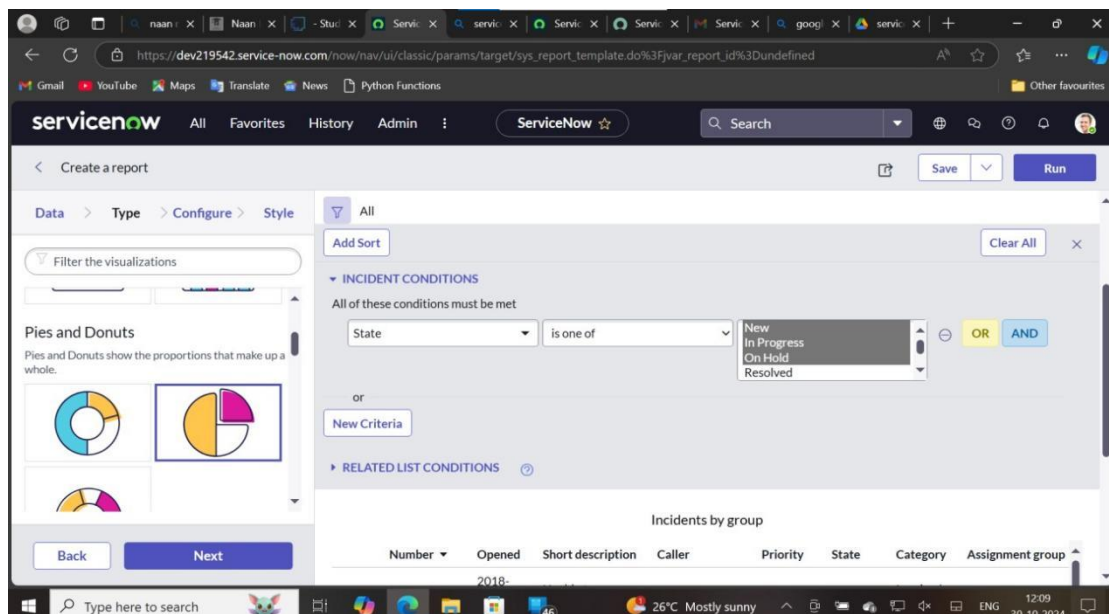 naan
Naan
- Stud
Servic
servic
Servic
Servic
Servic
googl
servic
https://dev219542.service-now.com/now/nav/ui/classic/params/target/sys_report_template.do%3Fjvar_report_id%3Dundefined
Gmail YouTube Maps Translate News Python Functions Other favourites
servicenow All Favorites History Admin ServiceNow Search
Create a report Save Run
Data > Type > Configure > Style
All
Add Sort Clear All
Filter the visualizations
INCIDENT CONDITIONS
All of these conditions must be met
State is one of New
In Progress
On Hold
Resolved
OR AND
or
New Criteria
RELATED LIST CONDITIONS
Pies and Donuts
Pies and Donuts show the proportions that make up a
whole.
Back Next
Incidents by group
Number Opened Short description Caller Priority State Category Assignment group
2018-
Type here to search 46 26°C Mostly sunny ENG 12:09
30-10-2024